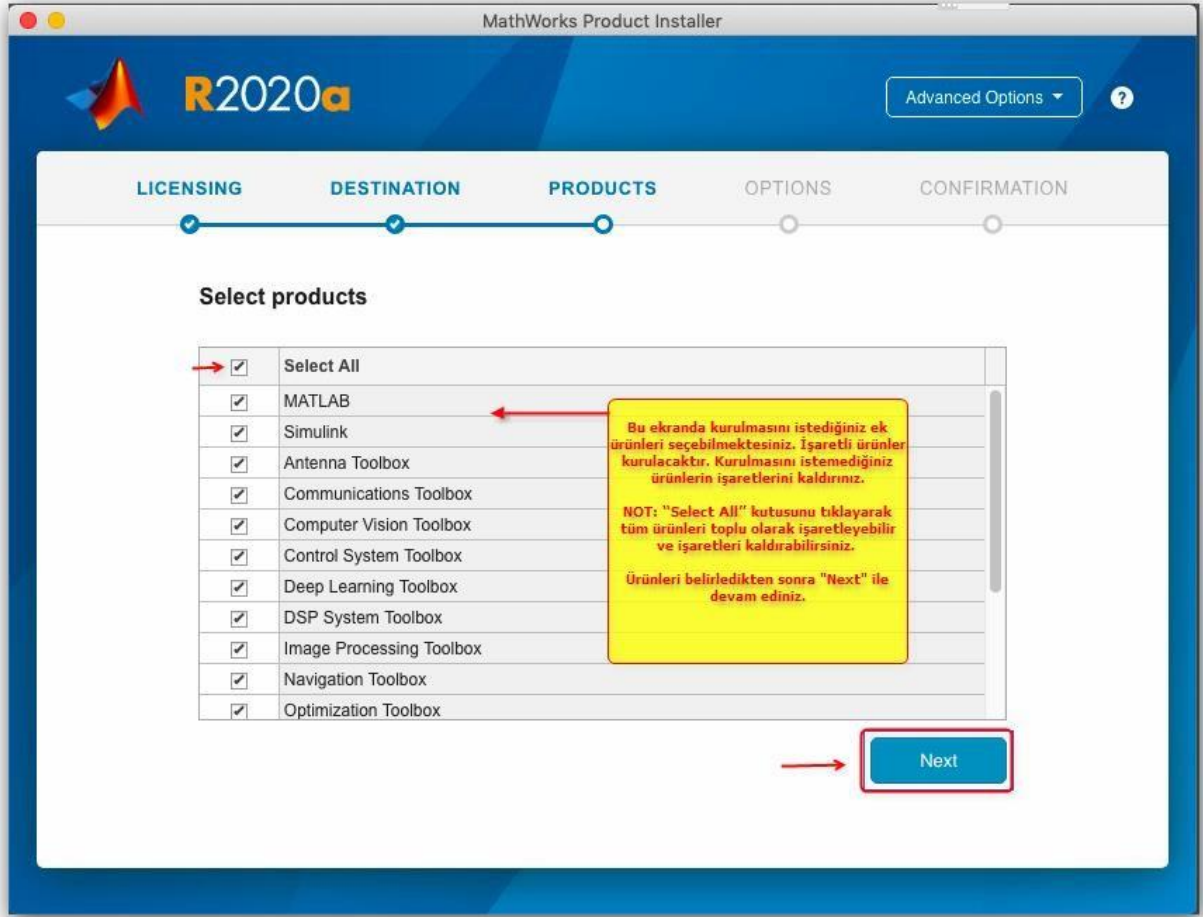 MathWorks Product Installer
R2020a
Advanced Options
?
LICENSING
DESTINATION
PRODUCTS
OPTIONS
CONFIRMATION
Select products
Select All
MATLAB
Simulink
Antenna Toolbox
Communications Toolbox
Computer Vision Toolbox
Control System Toolbox
Deep Learning Toolbox
DSP System Toolbox
Image Processing Toolbox
Navigation Toolbox
Optimization Toolbox
Bu ekranda kurulmasını istediğiniz ek
ürünleri seçebilmektesiniz. İşaretli ürünler
kurulacaktır. Kurulmasını istemediğiniz
ürünlerin işaretlerini kaldırınız.
NOT: “Select All” kutusunu tıklayarak
tüm ürünleri toplu olarak işaretleyebilir
ve işaretleri kaldırabilirsiniz.
Ürünleri belirledikten sonra "Next" ile
devam ediniz.
Next